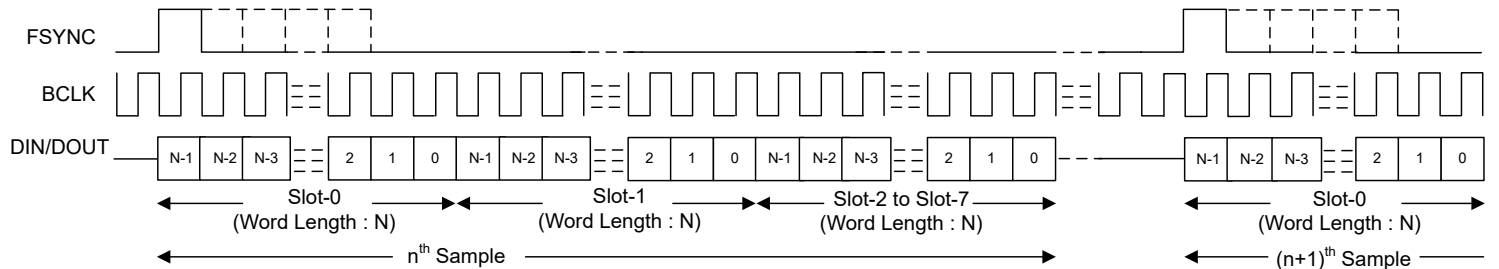 FSYNC
BCLK
DIN/DOUT
N-1 N-2 N-3 2 1 0 N-1 N-2 N-3 2 1 0 N-1 N-2 N-3 2 1 0 N-1 N-2 N-3 2 1 0
Slot-0 Slot-1 Slot-2 to Slot-7 Slot-0
(Word Length : N) (Word Length : N) (Word Length : N) (Word Length : N)
nth Sample (n+1)th Sample